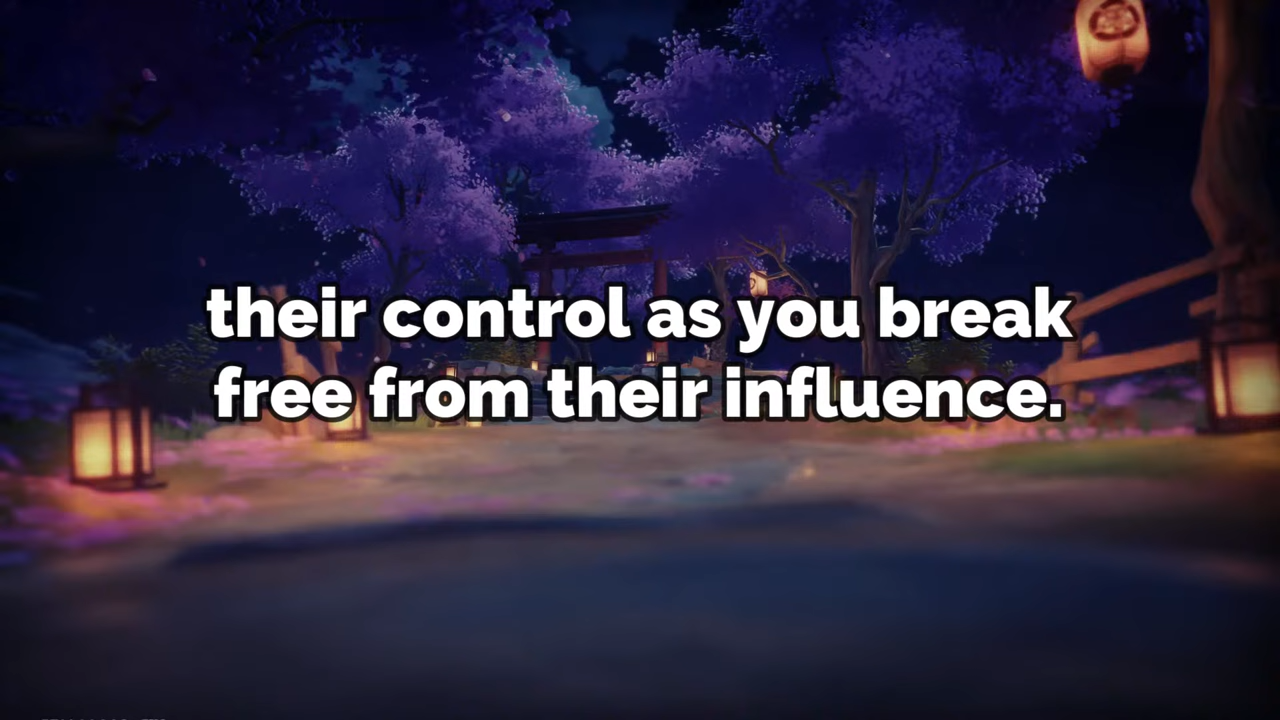 their control as you break
free from their influence.